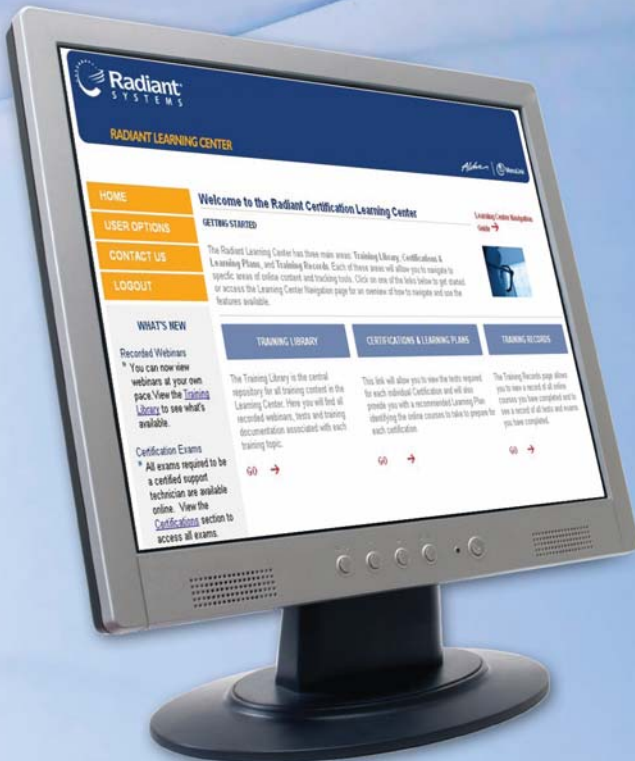 Radiant
SYSTEMS
RADIANT LEARNING CENTER
Aloha | MenuLink
HOME
USER OPTIONS
CONTACT US
LOGOUT
WHAT'S NEW
Recorded Webinars
» You can now view
webinars at your own
pace. View the Training
Library to see what's
available.
Certification Exams
» All exams required to be
a certified support
technician are available
online. View the
Certifications section to
access all exams.
Welcome to the Radiant Certification Learning Center
Learning Center Navigation
Guide →
GETTING STARTED
The Radiant Learning Center has three main areas: Training Library, Certifications &
Learning Plans, and Training Records. Each of these areas will allow you to navigate to
specific areas of online content and tracking tools. Click on one of the links below to get started
or access the Learning Center Navigation page for an overview of how to navigate and use the
features available.
TRAINING LIBRARY
The Training Library is the central
repository for all training content in the
Learning Center. Here you will find all
recorded webinars, tests and training
documentation associated with each
training topic.
GO →
CERTIFICATIONS & LEARNING PLANS
This link will allow you to view the tests required
for each individual Certification and will also
provide you with a recommended Learning Plan
identifying the online courses to take to prepare for
each certification.
GO →
TRAINING RECORDS
The Training Records page allows
you to view a record of all online
courses you have completed and to
see a record of all tests and exams
you have completed.
GO →